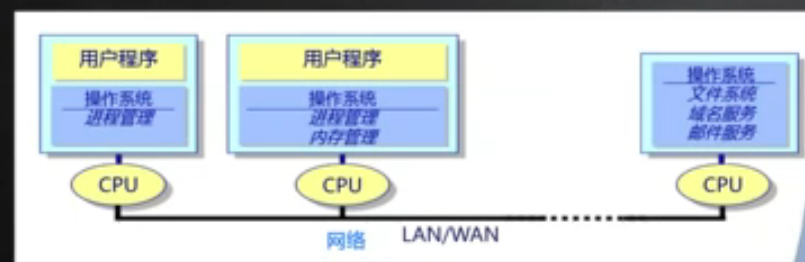 用户程序
操作系统
进程管理
CPU
用户程序
操作系统
进程管理
内存管理
CPU
操作系统
文件系统
域名服务
邮件服务
CPU
网络
LAN/WAN